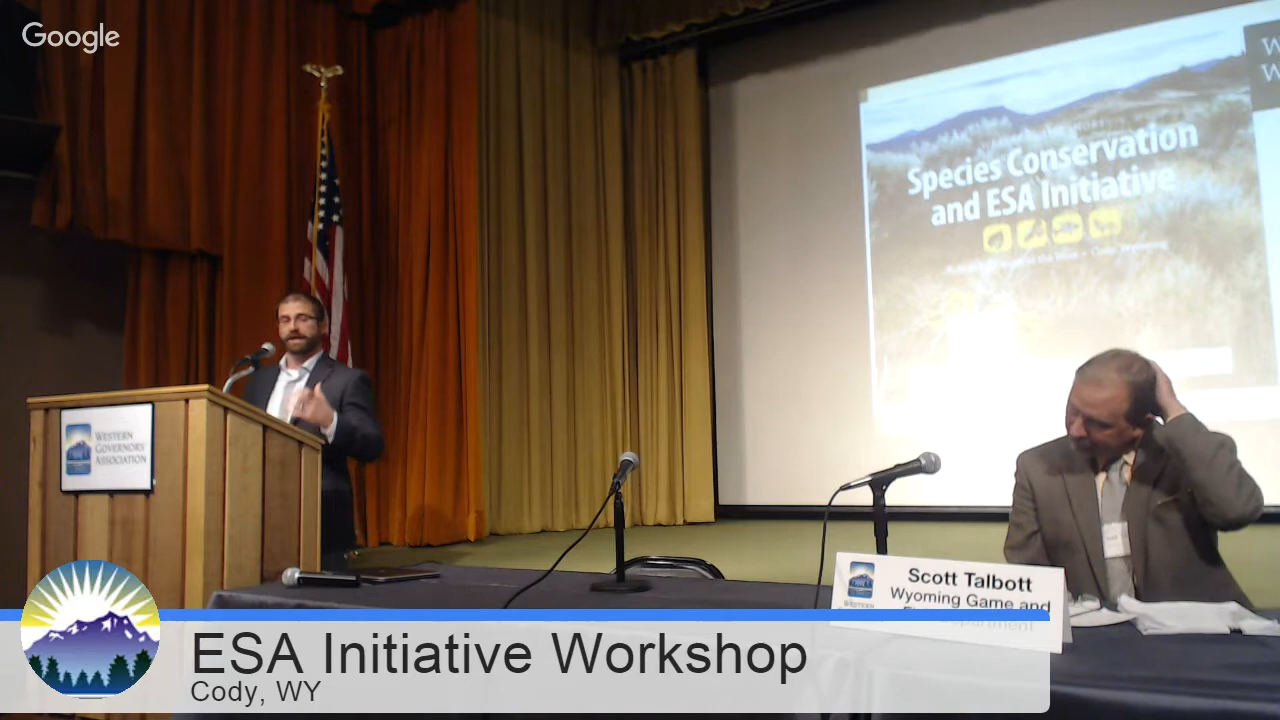 Google
W
W
Species Conservation
and ESA Initiative
WESTERN
GOVERNORS'
ASSOCIATION
Scott Talbott
Wyoming Game and
ESA Initiative Workshop
Cody, WY